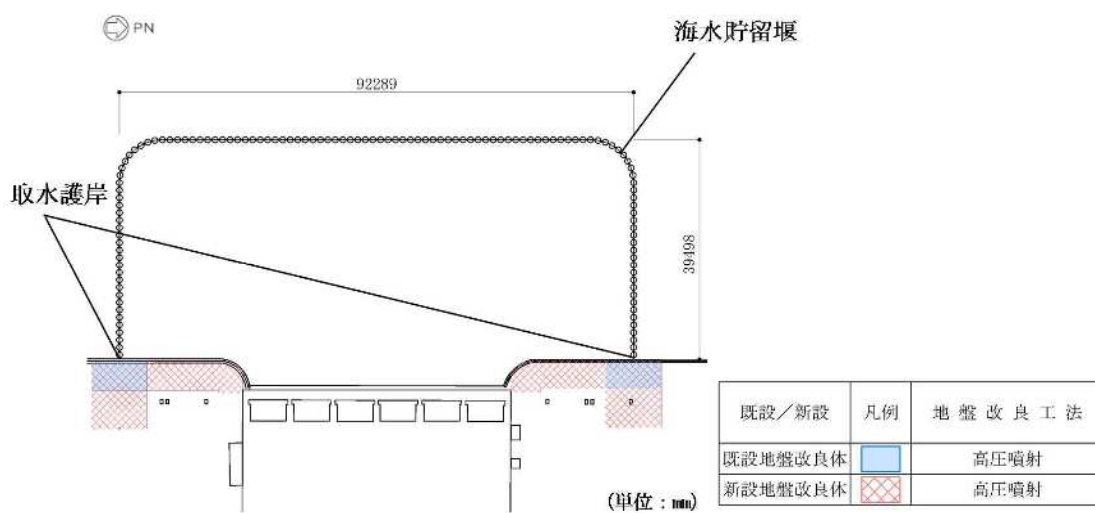 PN
海水貯留堰
92289
取水護岸
39498
既設／新設 凡例 地盤改良工法
既設地盤改良体 高圧噴射
新設地盤改良体 高圧噴射
(単位：mm)